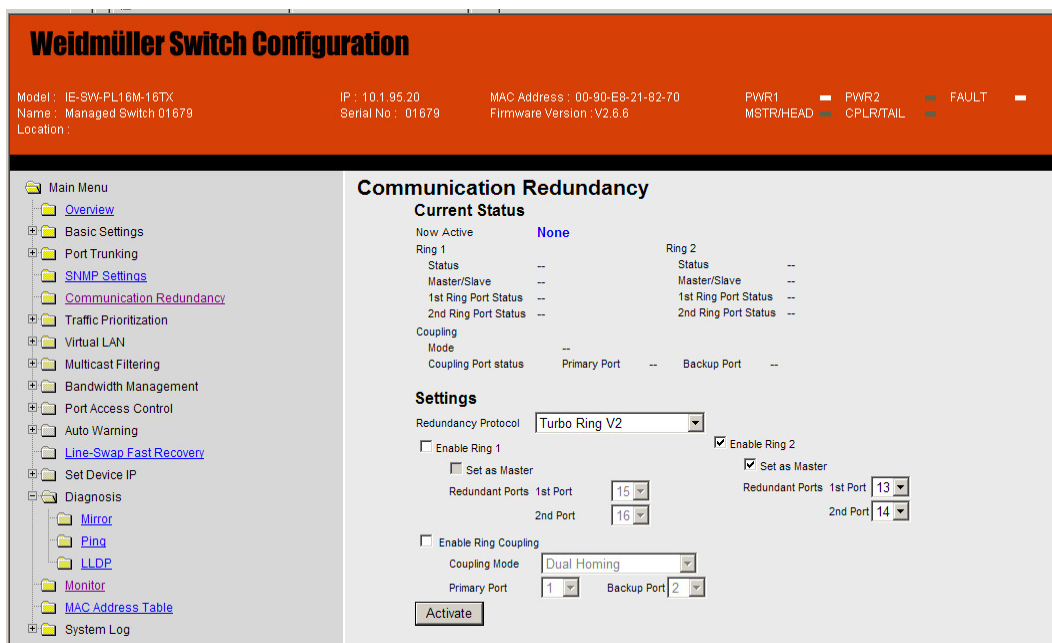 Weidmüller Switch Configuration
Model : IE-SW-PL16M-16TX
IP : 10.1.95.20
MAC Address : 00-90-E8-21-82-70
PWR1
PWR2
FAULT
Name : Managed Switch 01679
Serial No : 01679
Firmware Version : V2.6.6
MSTR/HEAD
CPLR/TAIL
Location :
Main Menu
Overview
Basic Settings
Port Trunking
SNMP Settings
Communication Redundancy
Traffic Prioritization
Virtual LAN
Multicast Filtering
Bandwidth Management
Port Access Control
Auto Warning
Line-Swap Fast Recovery
Set Device IP
Diagnosis
Mirror
Ping
LLDP
Monitor
MAC Address Table
System Log
Communication Redundancy
Current Status
Now Active None
Ring 1
Status --
Master/Slave --
1st Ring Port Status --
2nd Ring Port Status --
Ring 2
Status --
Master/Slave --
1st Ring Port Status --
2nd Ring Port Status --
Coupling
Mode --
Coupling Port status Primary Port -- Backup Port --
Settings
Redundancy Protocol Turbo Ring V2
Enable Ring 1
Set as Master
Redundant Ports 1st Port 15
2nd Port 16
Enable Ring 2
Set as Master
Redundant Ports 1st Port 13
2nd Port 14
Enable Ring Coupling
Coupling Mode Dual Homing
Primary Port 1 Backup Port 2
Activate